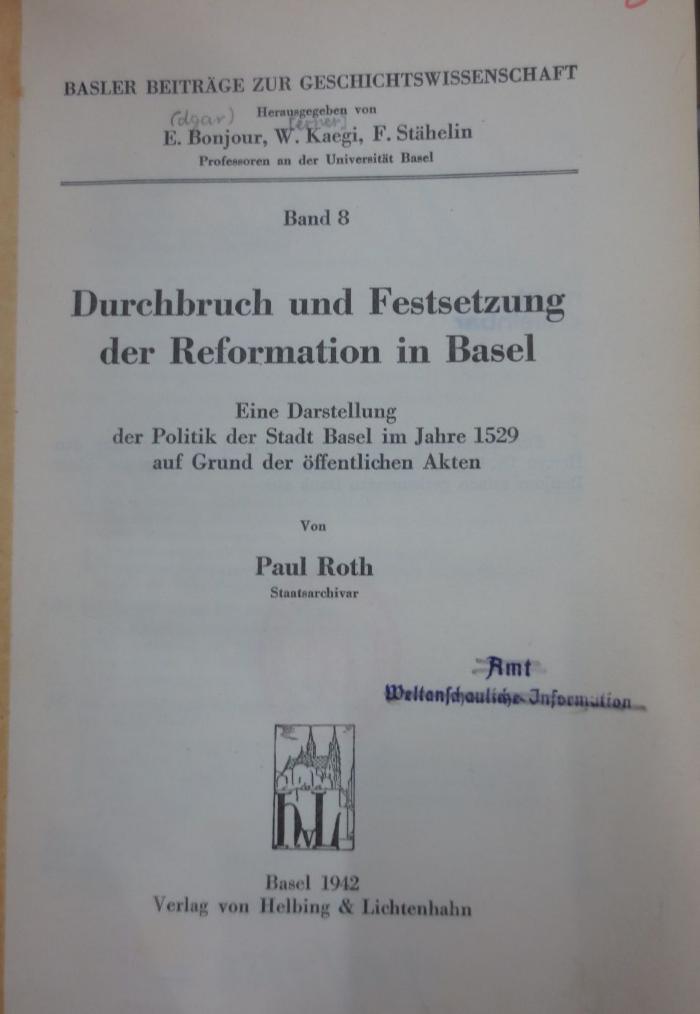 BASLER BEITRÄGE ZUR GESCHICHTSWISSENSCHAFT
Herausgegeben von
(dgar) [erner]
E. Bonjour, W. Kaegi, F. Stähelin
Professoren an der Universität Basel
Band 8
Durchbruch und Festsetzung
der Reformation in Basel
Eine Darstellung
der Politik der Stadt Basel im Jahre 1529
auf Grund der öffentlichen Akten
Von
Paul Roth
Staatsarchivar
Amt
Weltanschauliche Information
HvL
Basel 1942
Verlag von Helbing & Lichtenhahn